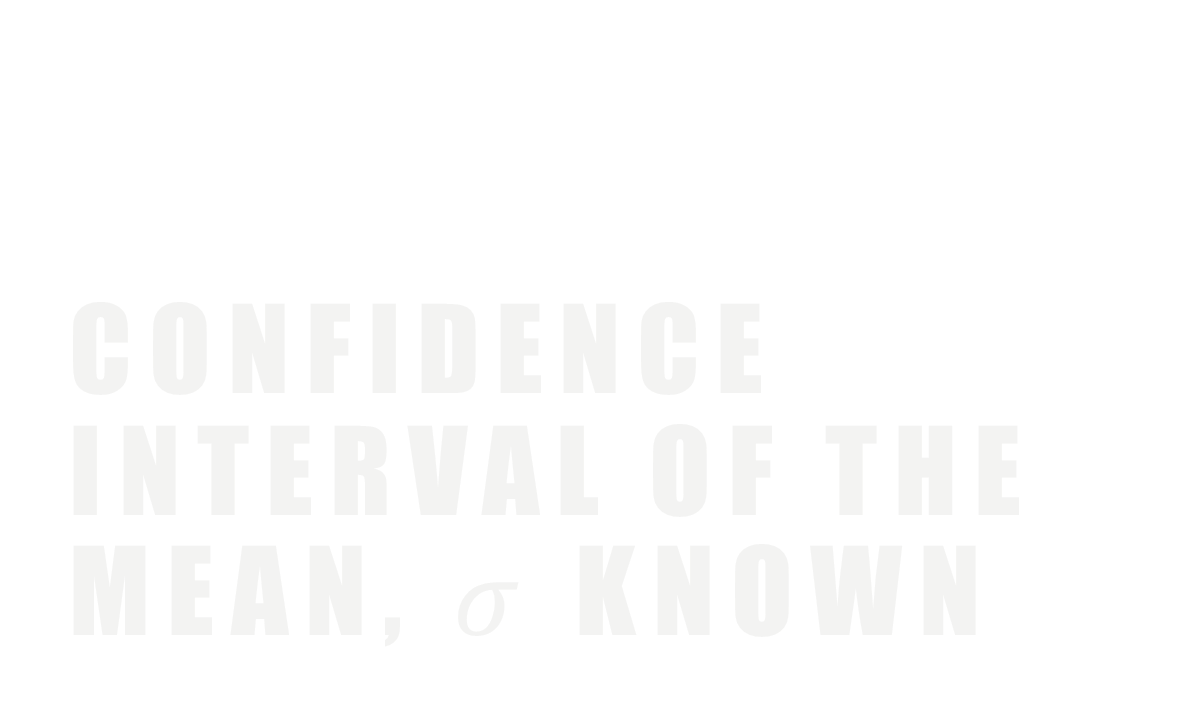 CONFIDENCE
INTERVAL OF THE
MEAN, σ KNOWN